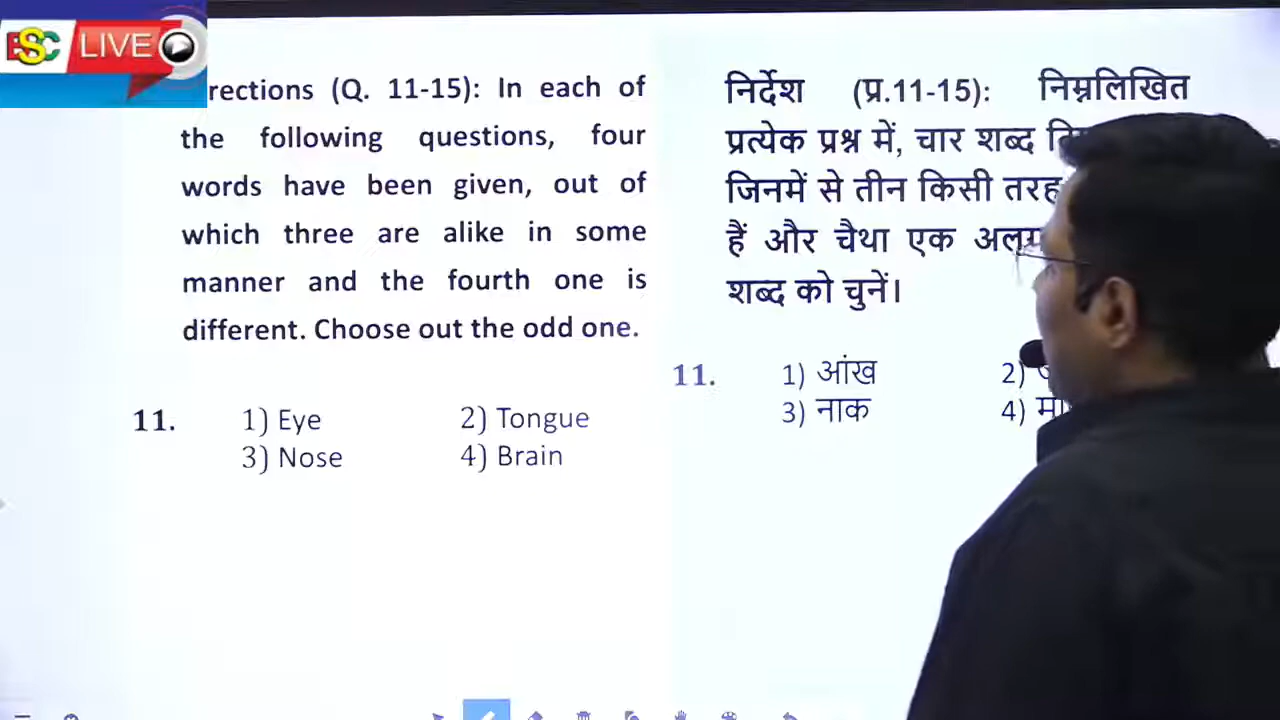 ESC LIVE
rections (Q. 11-15): In each of
the following questions, four
words have been given, out of
which three are alike in some
manner and the fourth one is
different. Choose out the odd one.
11. 1) Eye 2) Tongue
3) Nose 4) Brain
निर्देश (प्र.11-15): निम्नलिखित
प्रत्येक प्रश्न में, चार शब्द
जिनमें से तीन किसी तरह
हैं और चैथा एक
शब्द को चुनें।
11. 1) आंख 2)
3) नाक 4)